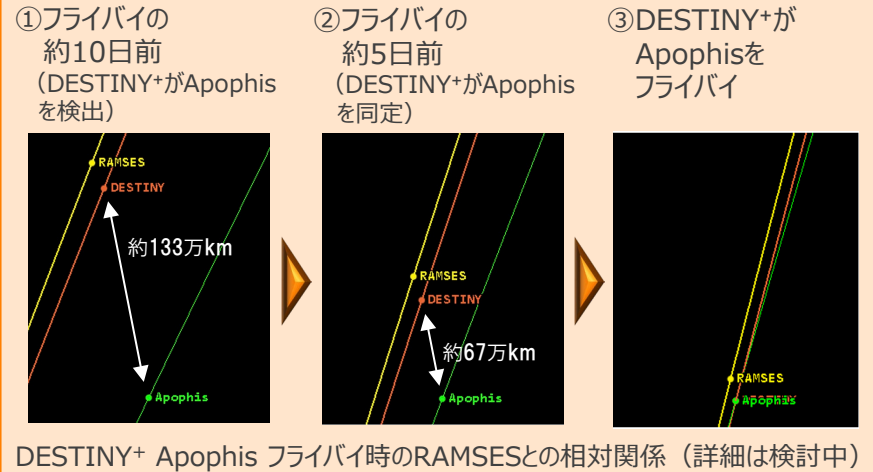 ①フライバイの
約10日前
（DESTINY⁺がApophis
を検出）
RAMSES
DESTINY
約133万km
Apophis
②フライバイの
約5日前
（DESTINY⁺がApophis
を同定）
RAMSES
DESTINY
約67万km
Apophis
③DESTINY⁺が
Apophisを
フライバイ
RAMSES
Apophis
DESTINY⁺ Apophis フライバイ時のRAMSESとの相対関係（詳細は検討中）